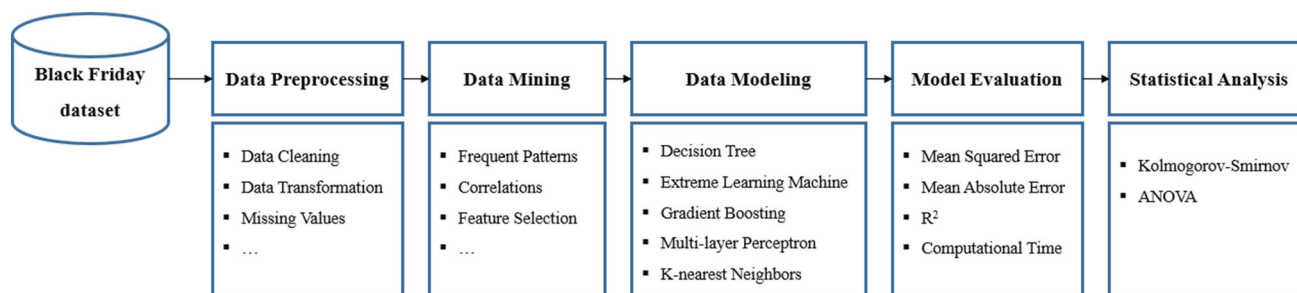 Black Friday
dataset
Data Preprocessing
▪ Data Cleaning
▪ Data Transformation
▪ Missing Values
▪ …
Data Mining
▪ Frequent Patterns
▪ Correlations
▪ Feature Selection
▪ …
Data Modeling
▪ Decision Tree
▪ Extreme Learning Machine
▪ Gradient Boosting
▪ Multi-layer Perceptron
▪ K-nearest Neighbors
Model Evaluation
▪ Mean Squared Error
▪ Mean Absolute Error
▪ R²
▪ Computational Time
Statistical Analysis
▪ Kolmogorov-Smirnov
▪ ANOVA